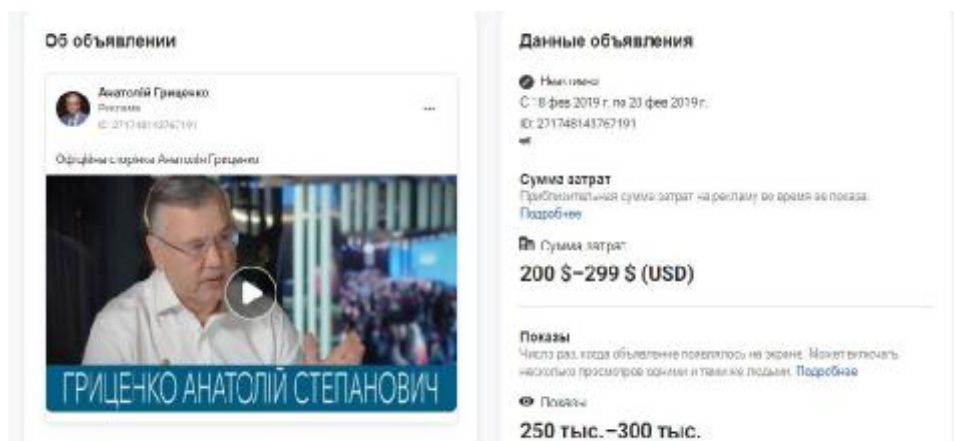 Об объявлении
Анатолій Гриценко
Реклама
ID: 271748143767191
Офіційна сторінка Анатолія Гриценка
ГРИЦЕНКО АНАТОЛІЙ СТЕПАНОВИЧ
Данные объявления
Неактивно
С 18 фев 2019 г. по 20 фев 2019 г.
ID: 271748143767191
Сумма затрат
Приблизительная сумма затрат на рекламу во время ее показа.
Подробнее
Сумма затрат
200 $–299 $ (USD)
Показы
Число раз, когда объявление появлялось на экране. Может включать
несколько просмотров одними и теми же людьми. Подробнее
Показы
250 тыс.–300 тыс.